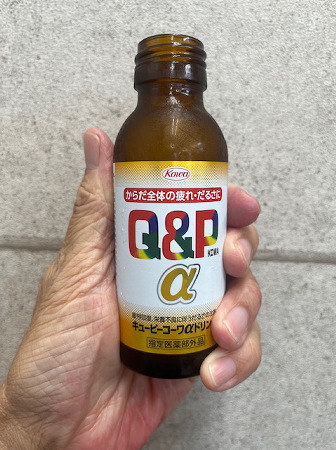 Kowa
からだ全体の疲れ・だるさに
Q&P
KOWA
α
キューピーコーワαドリン
指定医薬部外品